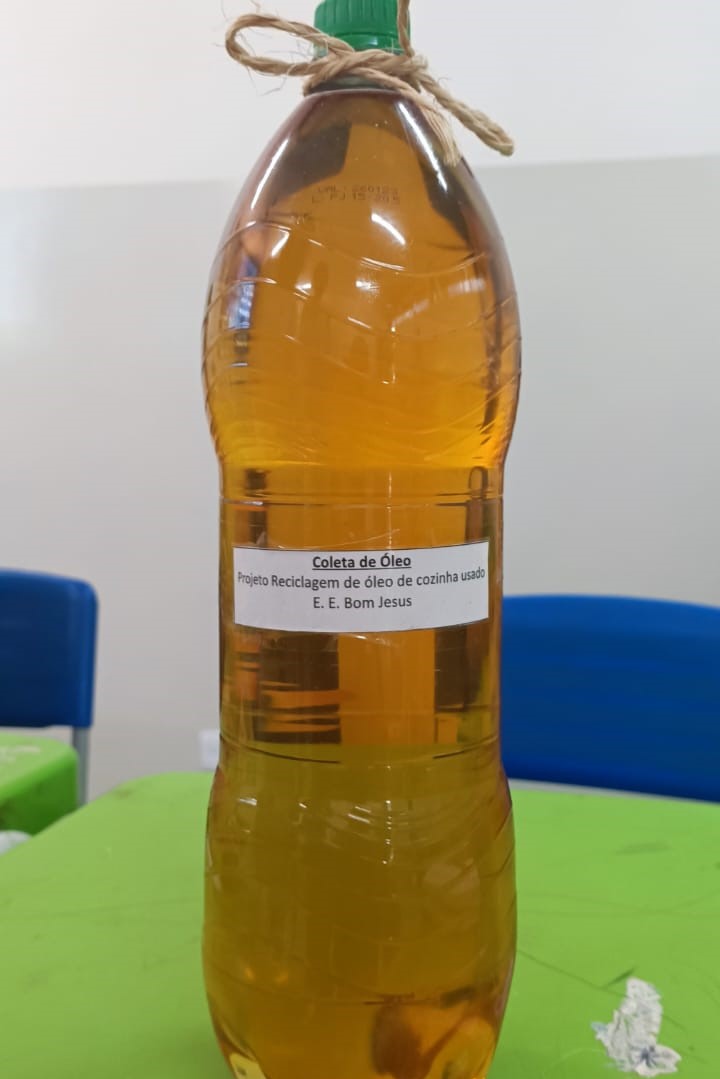 Coleta de Óleo
Projeto Reciclagem de óleo de cozinha usado
E. E. Bom Jesus